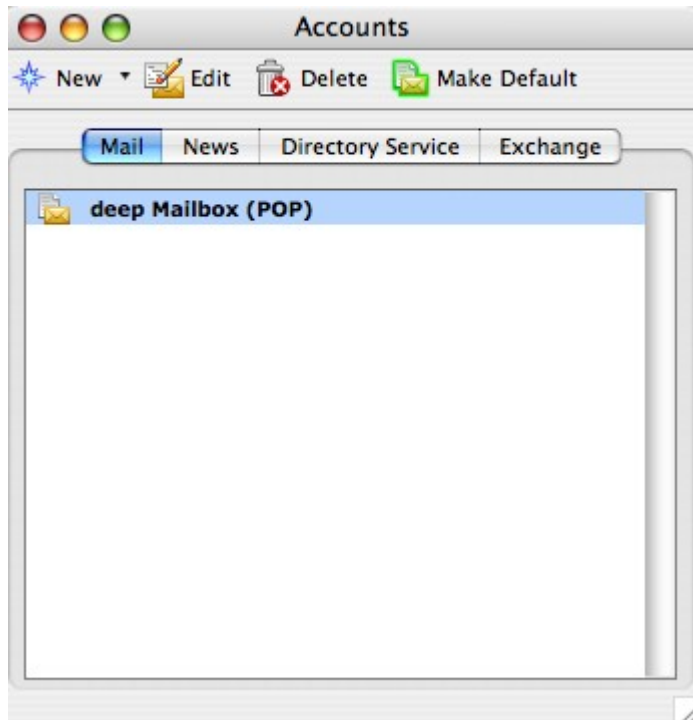 Accounts
New Edit Delete Make Default
Mail News Directory Service Exchange
deep Mailbox (POP)